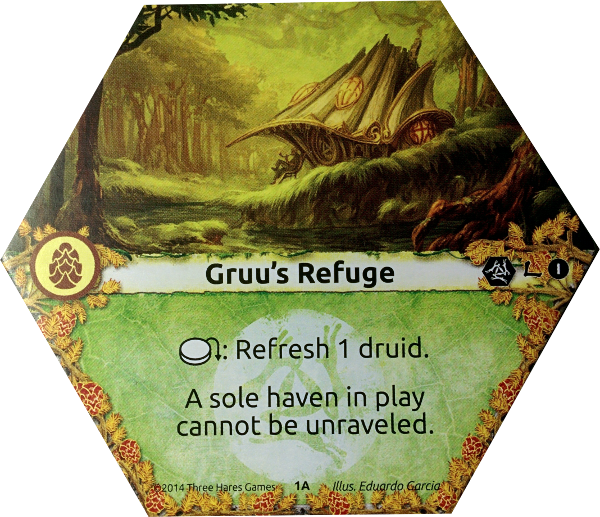 Gruu's Refuge
I
: Refresh 1 druid.
A sole haven in play
cannot be unraveled.
©2014 Three Hares Games 1A Illus. Eduardo Garcia